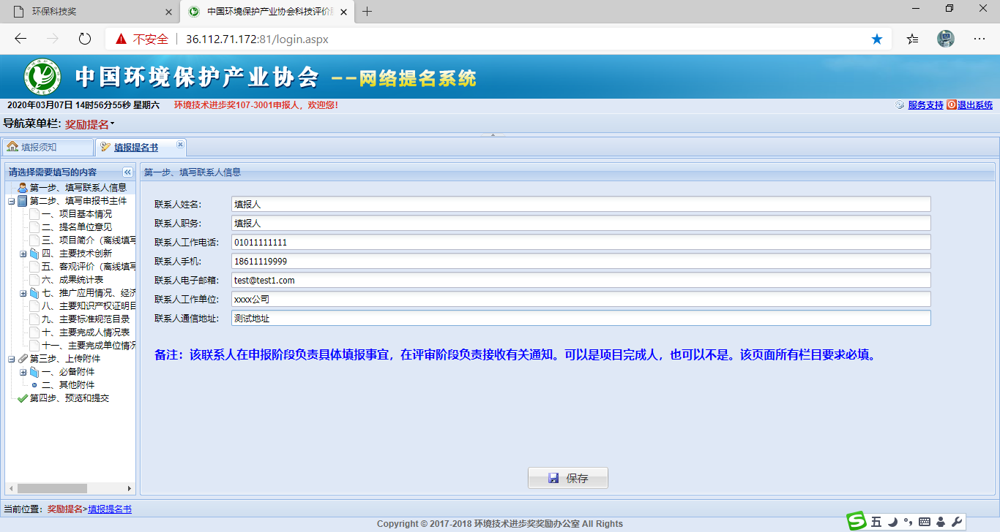 环保科技奖
中国环境保护产业协会科技评价
不安全 36.112.71.172:81/login.aspx
CAEPI
中国环境保护产业协会 --网络提名系统
2020年03月07日 14时56分55秒 星期六 环境技术进步奖107-3001申报人，欢迎您！ 服务支持 退出系统
导航菜单栏: 奖励提名
填报须知 填报提名书
请选择需要填写的内容
第一步、填写联系人信息
第二步、填写申报书主件
一、项目基本情况
二、提名单位意见
三、项目简介（离线填写
四、主要技术创新
五、客观评价（离线填写
六、成果统计表
七、推广应用情况、经济
八、主要知识产权证明目
九、主要标准规范目录
十、主要完成人情况表
十一、主要完成单位情况
第三步、上传附件
一、必备附件
二、其他附件
第四步、预览和提交
第一步、填写联系人信息
联系人姓名: 填报人
联系人职务: 填报人
联系人工作电话: 01011111111
联系人手机: 18611119999
联系人电子邮箱: test@test1.com
联系人工作单位: xxxx公司
联系人通信地址: 测试地址
备注：该联系人在申报阶段负责具体填报事宜，在评审阶段负责接收有关通知。可以是项目完成人，也可以不是。该页面所有栏目要求必填。
保存
当前位置：奖励提名>填报提名书
Copyright © 2017-2018 环境技术进步奖奖励办公室 All Rights
S 五